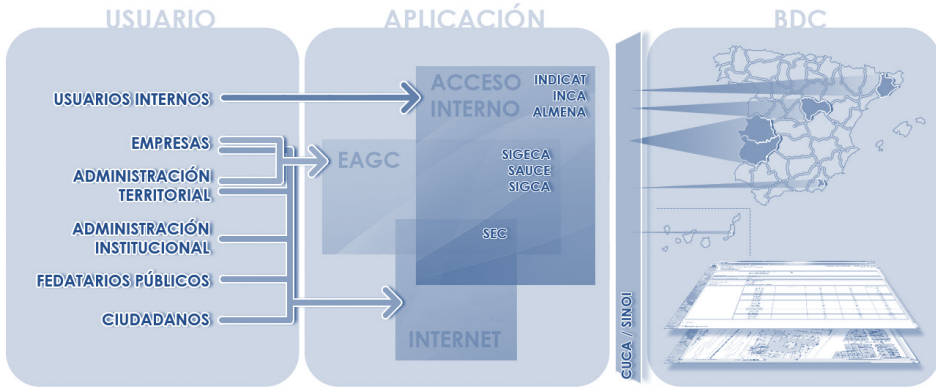 USUARIO
APLICACIÓN
BDC
USUARIOS INTERNOS
EMPRESAS
ADMINISTRACIÓN
TERRITORIAL
ADMINISTRACIÓN
INSTITUCIONAL
FEDATARIOS PÚBLICOS
CIUDADANOS
ACCESO
INTERNO
INDICAT
INCA
ALMENA
EAGC
SIGECA
SAUCE
SIGCA
SEC
INTERNET
CUCA / SINOI